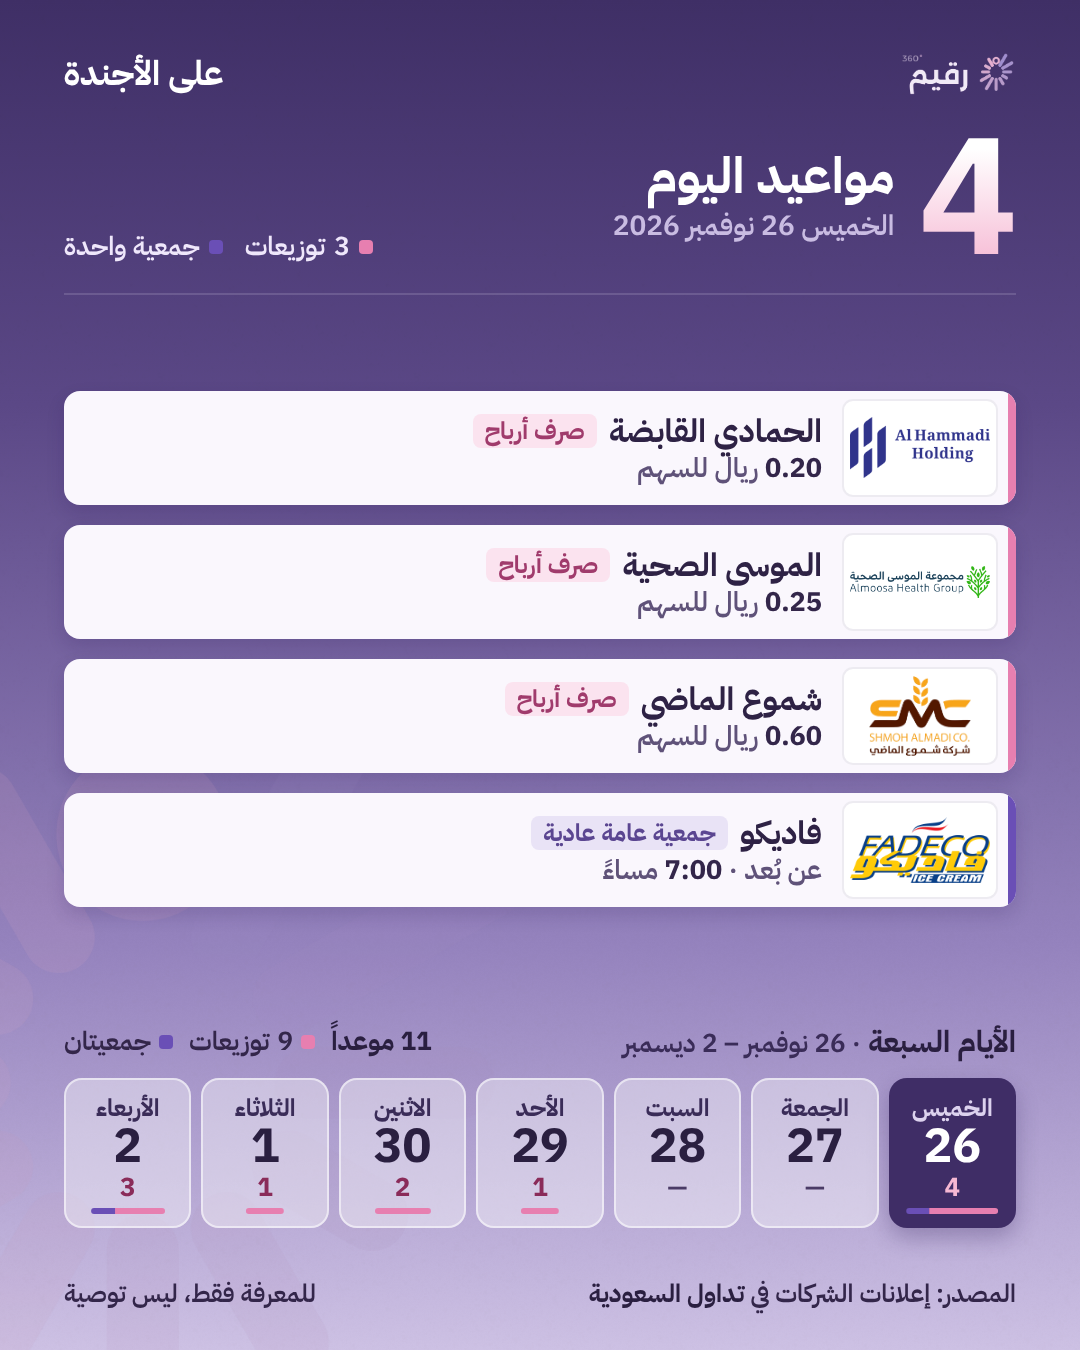 رقيم 360°
على الأجندة
4
مواعيد اليوم
الخميس 26 نوفمبر 2026
3 توزيعات جمعية واحدة
Al Hammadi
Holding
الحمادي القابضة صرف أرباح
0.20 ريال للسهم
مجموعة الموسى الصحية
Almoosa Health Group
الموسى الصحية صرف أرباح
0.25 ريال للسهم
SMC
SHMOH ALMADI CO.
شركة شموع الماضي
شموع الماضي صرف أرباح
0.60 ريال للسهم
FADECO
فاديكو
ICE CREAM
فاديكو جمعية عامة عادية
عن بُعد · 7:00 مساءً
الأيام السبعة · 26 نوفمبر – 2 ديسمبر
11 موعداً 9 توزيعات جمعيتان
الخميس
26
4
الجمعة
27
–
السبت
28
–
الأحد
29
1
الاثنين
30
2
الثلاثاء
1
1
الأربعاء
2
3
المصدر: إعلانات الشركات في تداول السعودية
للمعرفة فقط، ليس توصية